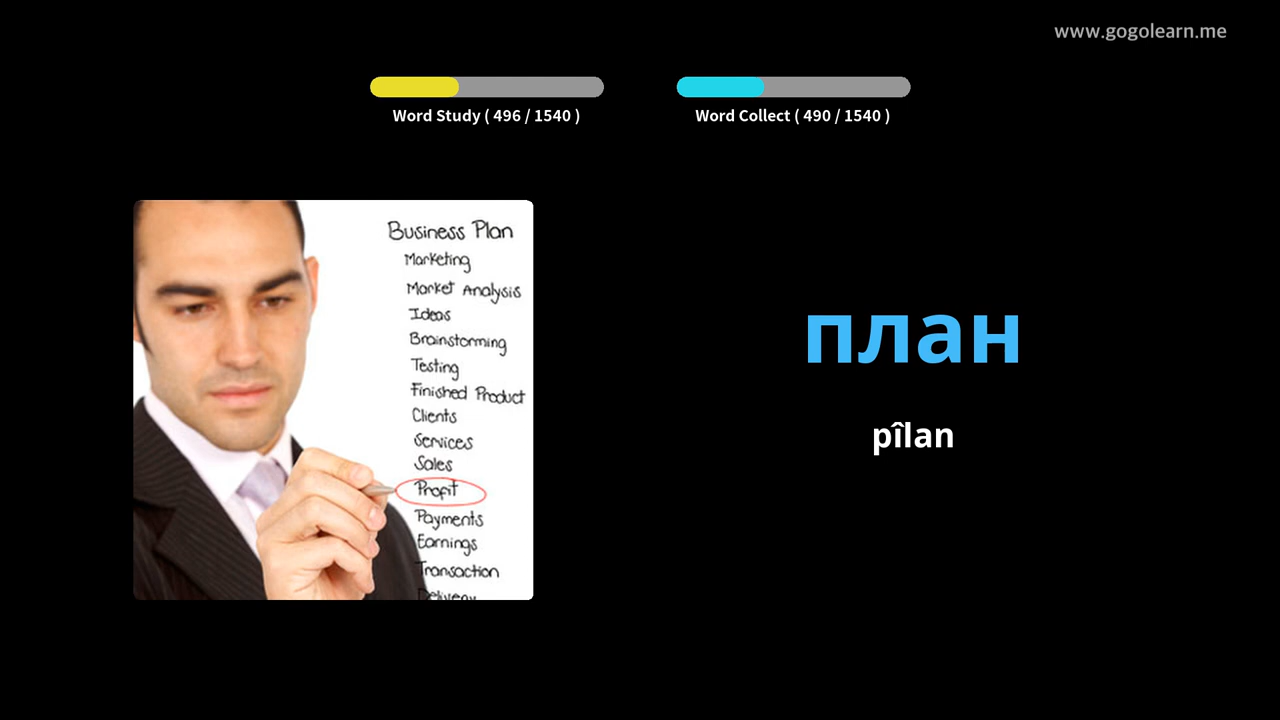 www.gogolearn.me
Word Study ( 496 / 1540 )
Word Collect ( 490 / 1540 )
Business Plan
Marketing
Market Analysis
Ideas
Brainstorming
Testing
Finished Product
Clients
Services
Sales
Profit
Payments
Earnings
Transaction
Delivery
план
pîlan